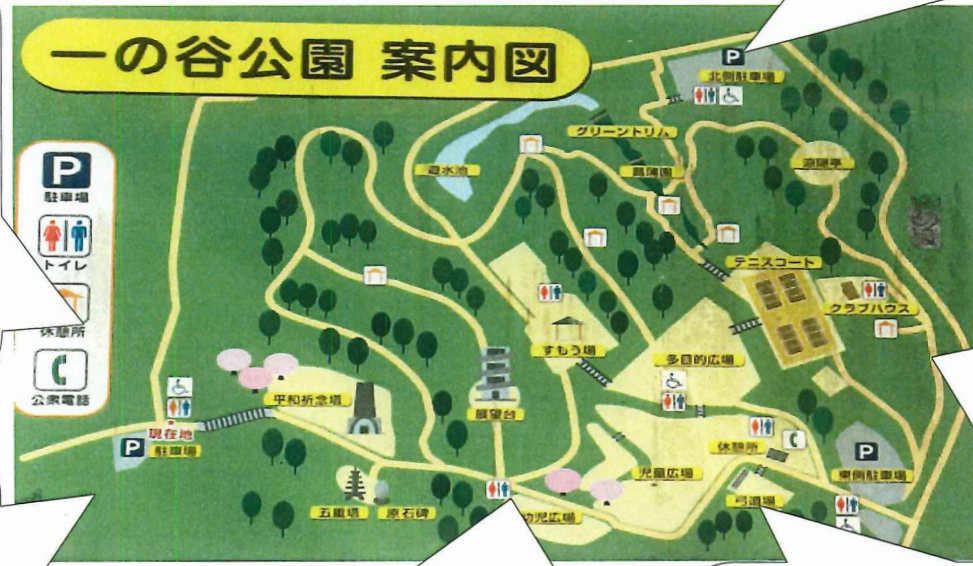 一の谷公園 案内図
P
北側駐車場
グリーントリム
遊水池
菖蒲園
P
駐車場
トイレ
休憩所
公衆電話
テニスコート
クラブハウス
すもう場
多目的広場
平和祈念塔
展望台
現在地
P
駐車場
休憩所
P
東側駐車場
児童広場
弓道場
五重塔
原石碑
幼児広場